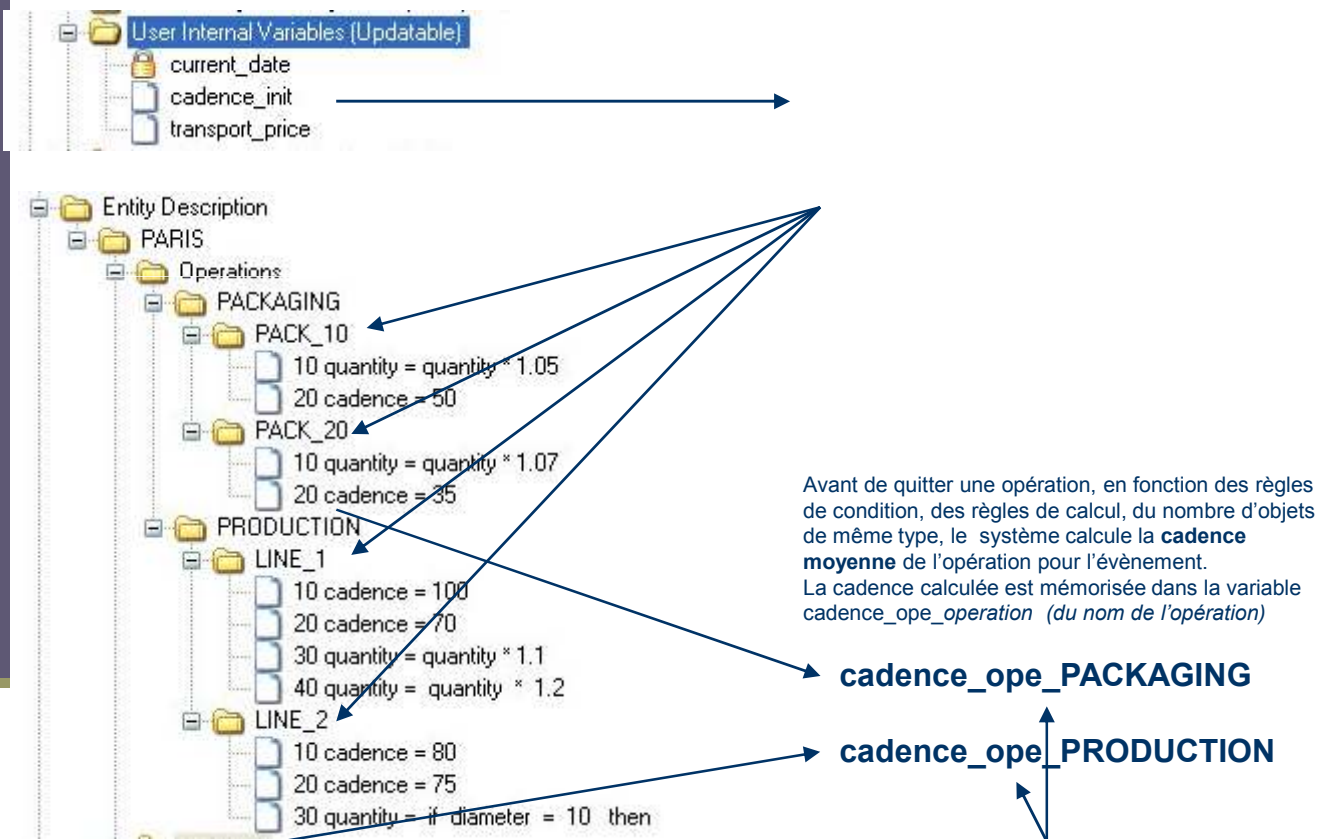 User Internal Variables (Updatable)
current_date
cadence_init
transport_price
Entity Description
PARIS
Operations
PACKAGING
PACK_10
10 quantity = quantity * 1.05
20 cadence = 50
PACK_20
10 quantity = quantity * 1.07
20 cadence = 35
PRODUCTION
LINE_1
10 cadence = 100
20 cadence = 70
30 quantity = quantity * 1.1
40 quantity = quantity * 1.2
LINE_2
10 cadence = 80
20 cadence = 75
30 quantity = if diameter = 10 then
Avant de quitter une opération, en fonction des règles
de condition, des règles de calcul, du nombre d’objets
de même type, le système calcule la cadence
moyenne de l’opération pour l’évènement.
La cadence calculée est mémorisée dans la variable
cadence_ope_operation (du nom de l’opération)
cadence_ope_PACKAGING
cadence_ope_PRODUCTION